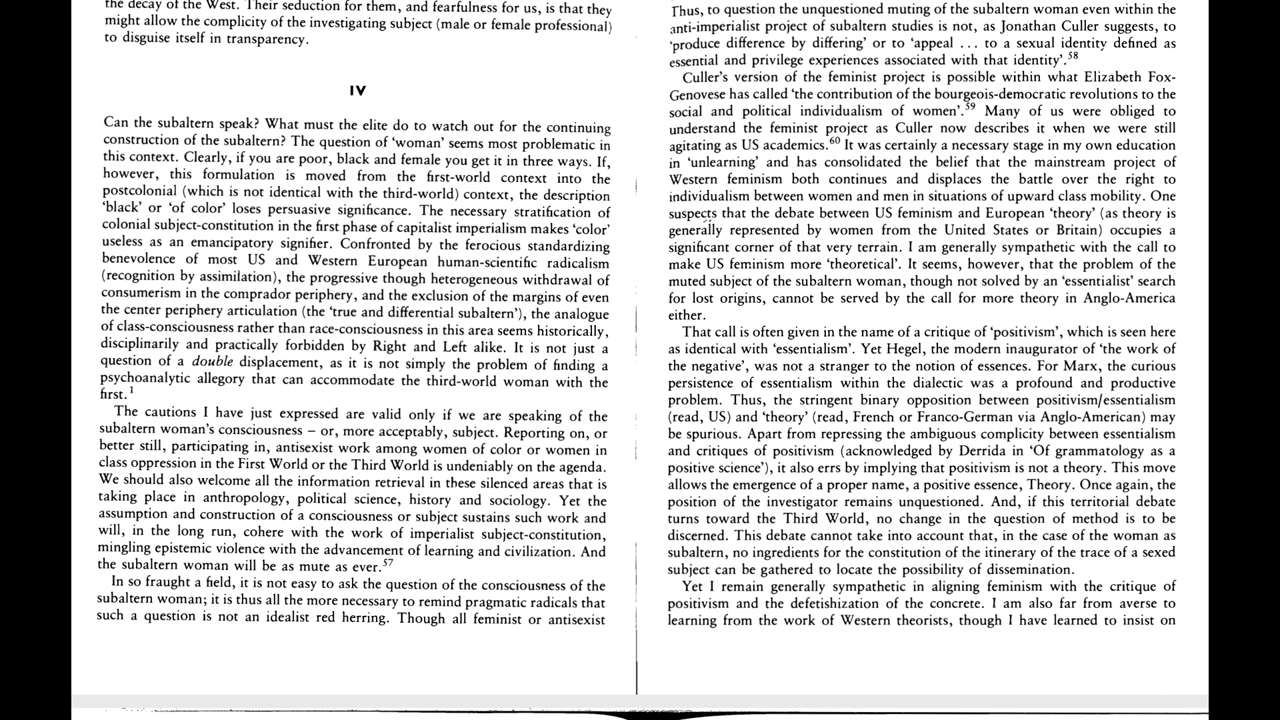 the decay of the West. Their seduction for them, and fearfulness for us, is that they
might allow the complicity of the investigating subject (male or female professional)
to disguise itself in transparency.
IV
Can the subaltern speak? What must the elite do to watch out for the continuing
construction of the subaltern? The question of ‘woman’ seems most problematic in
this context. Clearly, if you are poor, black and female you get it in three ways. If,
however, this formulation is moved from the first-world context into the
postcolonial (which is not identical with the third-world) context, the description
‘black’ or ‘of color’ loses persuasive significance. The necessary stratification of
colonial subject-constitution in the first phase of capitalist imperialism makes ‘color’
useless as an emancipatory signifier. Confronted by the ferocious standardizing
benevolence of most US and Western European human-scientific radicalism
(recognition by assimilation), the progressive though heterogeneous withdrawal of
consumerism in the comprador periphery, and the exclusion of the margins of even
the center periphery articulation (the ‘true and differential subaltern’), the analogue
of class-consciousness rather than race-consciousness in this area seems historically,
disciplinarily and practically forbidden by Right and Left alike. It is not just a
question of a double displacement, as it is not simply the problem of finding a
psychoanalytic allegory that can accommodate the third-world woman with the
first.1
The cautions I have just expressed are valid only if we are speaking of the
subaltern woman’s consciousness – or, more acceptably, subject. Reporting on, or
better still, participating in, antisexist work among women of color or women in
class oppression in the First World or the Third World is undeniably on the agenda.
We should also welcome all the information retrieval in these silenced areas that is
taking place in anthropology, political science, history and sociology. Yet the
assumption and construction of a consciousness or subject sustains such work and
will, in the long run, cohere with the work of imperialist subject-constitution,
mingling epistemic violence with the advancement of learning and civilization. And
the subaltern woman will be as mute as ever.57
In so fraught a field, it is not easy to ask the question of the consciousness of the
subaltern woman; it is thus all the more necessary to remind pragmatic radicals that
such a question is not an idealist red herring. Though all feminist or antisexist
Thus, to question the unquestioned muting of the subaltern woman even within the
anti-imperialist project of subaltern studies is not, as Jonathan Culler suggests, to
‘produce difference by differing’ or to ‘appeal ... to a sexual identity defined as
essential and privilege experiences associated with that identity’.58
Culler’s version of the feminist project is possible within what Elizabeth Fox-
Genovese has called ‘the contribution of the bourgeois-democratic revolutions to the
social and political individualism of women’.59 Many of us were obliged to
understand the feminist project as Culler now describes it when we were still
agitating as US academics.60 It was certainly a necessary stage in my own education
in ‘unlearning’ and has consolidated the belief that the mainstream project of
Western feminism both continues and displaces the battle over the right to
individualism between women and men in situations of upward class mobility. One
suspects that the debate between US feminism and European ‘theory’ (as theory is
generally represented by women from the United States or Britain) occupies a
significant corner of that very terrain. I am generally sympathetic with the call to
make US feminism more ‘theoretical’. It seems, however, that the problem of the
muted subject of the subaltern woman, though not solved by an ‘essentialist’ search
for lost origins, cannot be served by the call for more theory in Anglo-America
either.
That call is often given in the name of a critique of ‘positivism’, which is seen here
as identical with ‘essentialism’. Yet Hegel, the modern inaugurator of ‘the work of
the negative’, was not a stranger to the notion of essences. For Marx, the curious
persistence of essentialism within the dialectic was a profound and productive
problem. Thus, the stringent binary opposition between positivism/essentialism
(read, US) and ‘theory’ (read, French or Franco-German via Anglo-American) may
be spurious. Apart from repressing the ambiguous complicity between essentialism
and critiques of positivism (acknowledged by Derrida in ‘Of grammatology as a
positive science’), it also errs by implying that positivism is not a theory. This move
allows the emergence of a proper name, a positive essence, Theory. Once again, the
position of the investigator remains unquestioned. And, if this territorial debate
turns toward the Third World, no change in the question of method is to be
discerned. This debate cannot take into account that, in the case of the woman as
subaltern, no ingredients for the constitution of the itinerary of the trace of a sexed
subject can be gathered to locate the possibility of dissemination.
Yet I remain generally sympathetic in aligning feminism with the critique of
positivism and the defetishization of the concrete. I am also far from averse to
learning from the work of Western theorists, though I have learned to insist on